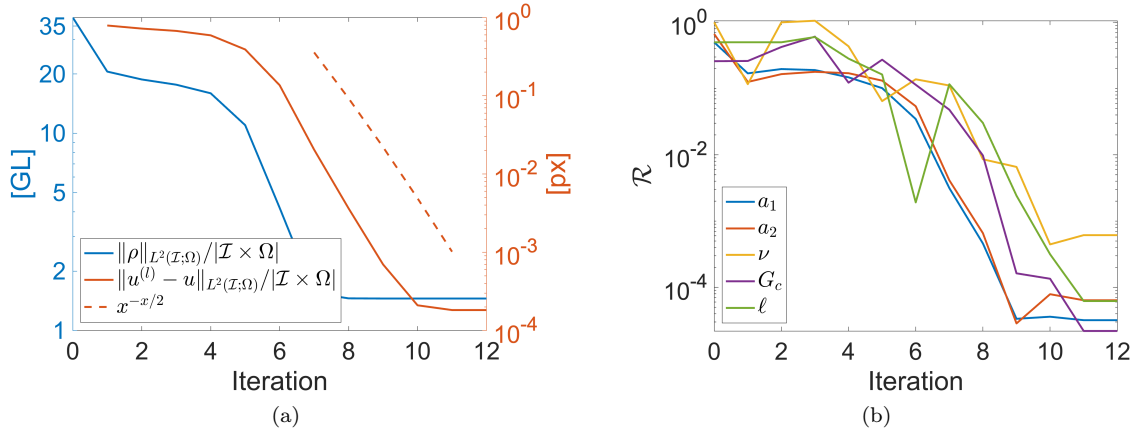 35
20
10
5
2
1
[GL]
10^0
10^{-1}
10^{-2}
10^{-3}
10^{-4}
[px]
‖ρ‖_{L²(ℐ;Ω)}/|ℐ × Ω|
‖u^{(l)} − u‖_{L²(ℐ;Ω)}/|ℐ × Ω|
x^{−x/2}
0 2 4 6 8 10 12
Iteration
(a)
10^0
10^{-2}
10^{-4}
ℛ
a_1
a_2
ν
G_c
ℓ
0 2 4 6 8 10 12
Iteration
(b)